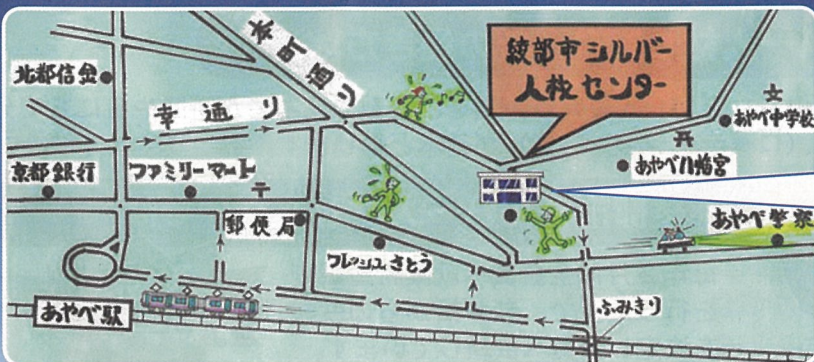 本町通り
綾部市シルバー
人材センター
北都信金
幸通り
あやべ中学校
あやべ八幡宮
京都銀行
ファミリーマート
〒
郵便局
あやべ警察
フレッシュさとう
あやべ駅
ふみきり